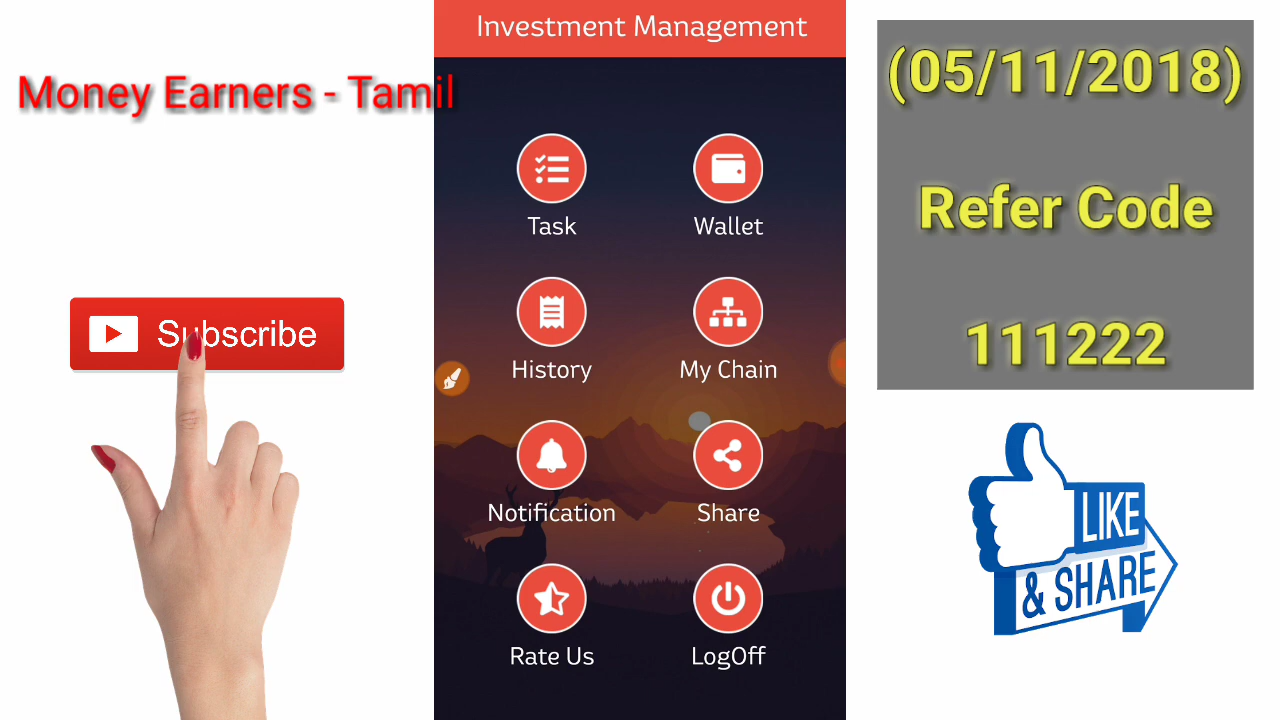 Investment Management
Money Earners - Tamil
(05/11/2018)
Refer Code
111222
Task
Wallet
History
My Chain
Notification
Share
Rate Us
LogOff
Subscribe
LIKE
& SHARE